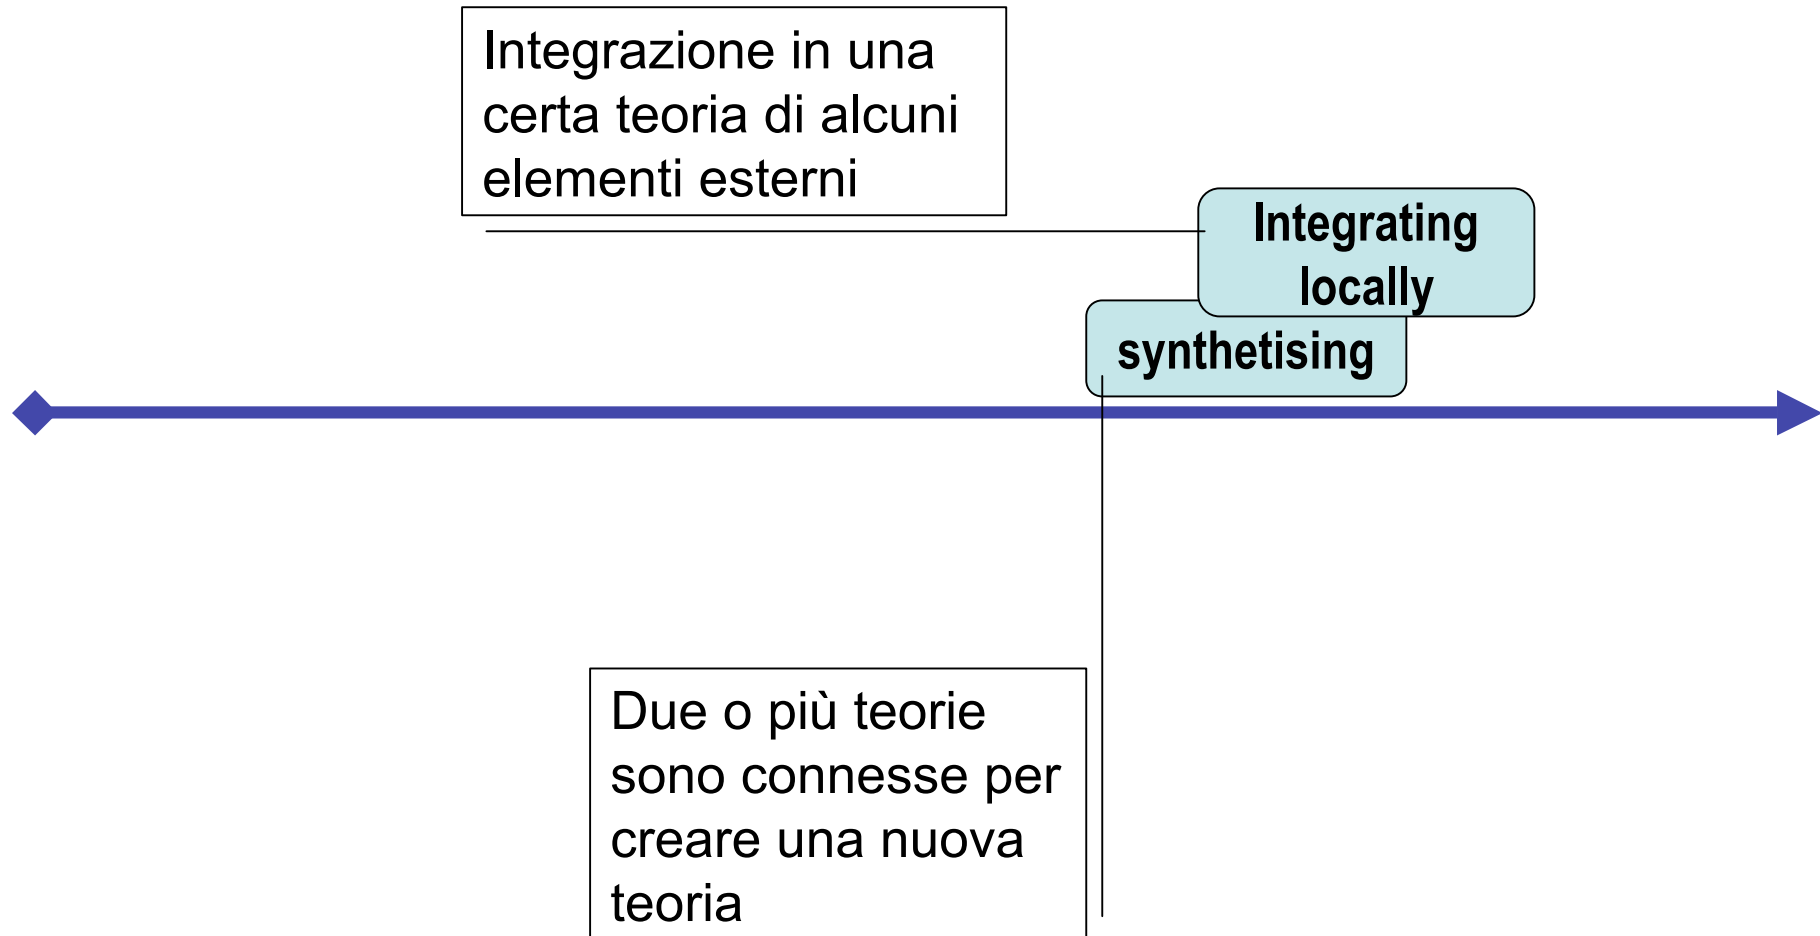 Integrazione in una
certa teoria di alcuni
elementi esterni
Integrating
locally
synthetising
Due o più teorie
sono connesse per
creare una nuova
teoria